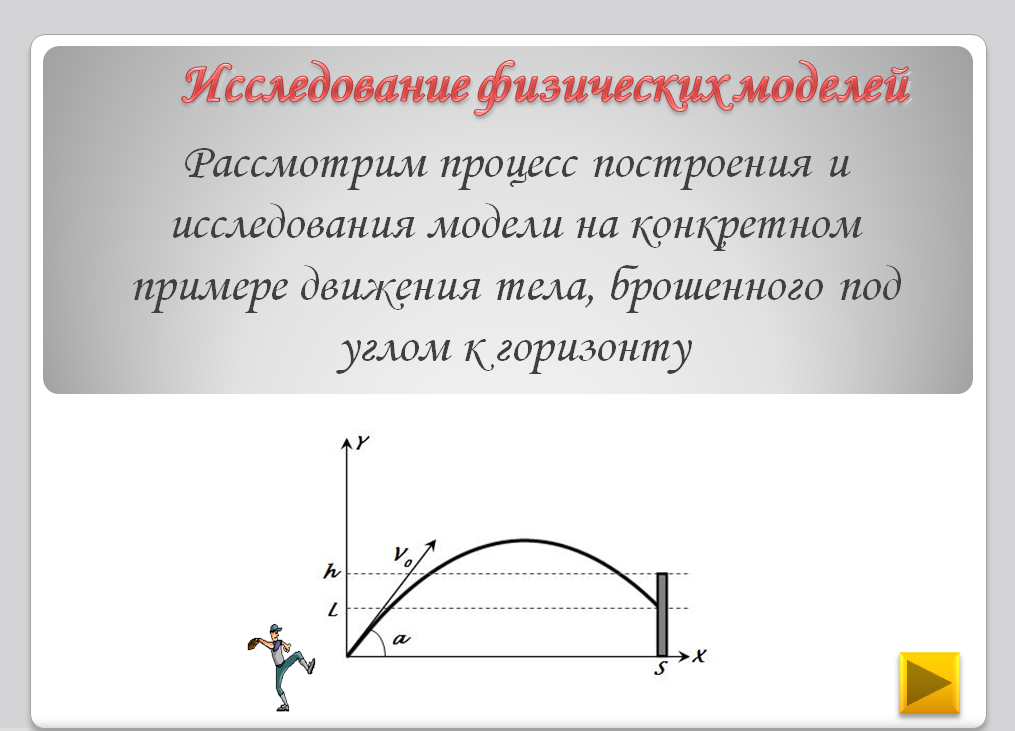 Исследование физических моделей
Рассмотрим процесс построения и
исследования модели на конкретном
примере движения тела, брошенного под
углом к горизонту
Y
V₀
h
L
a
X
S